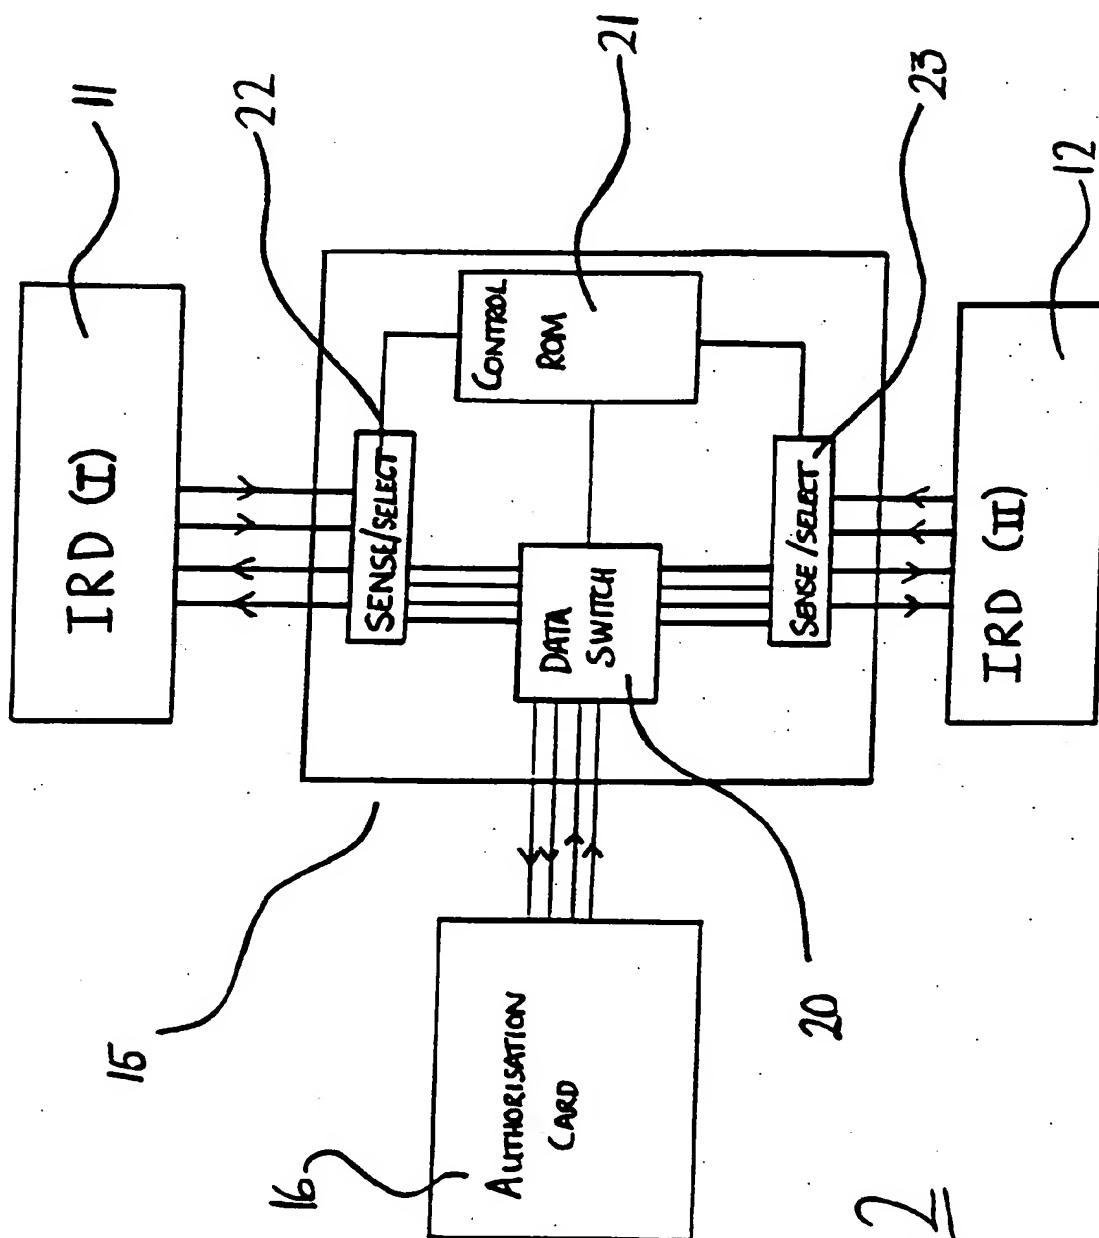 11
IRD (I)
22
21
SENSE/SELECT
CONTROL
ROM
15
16
AUTHORISATION
CARD
DATA
SWITCH
20
SENSE/SELECT
23
IRD (II)
12
2